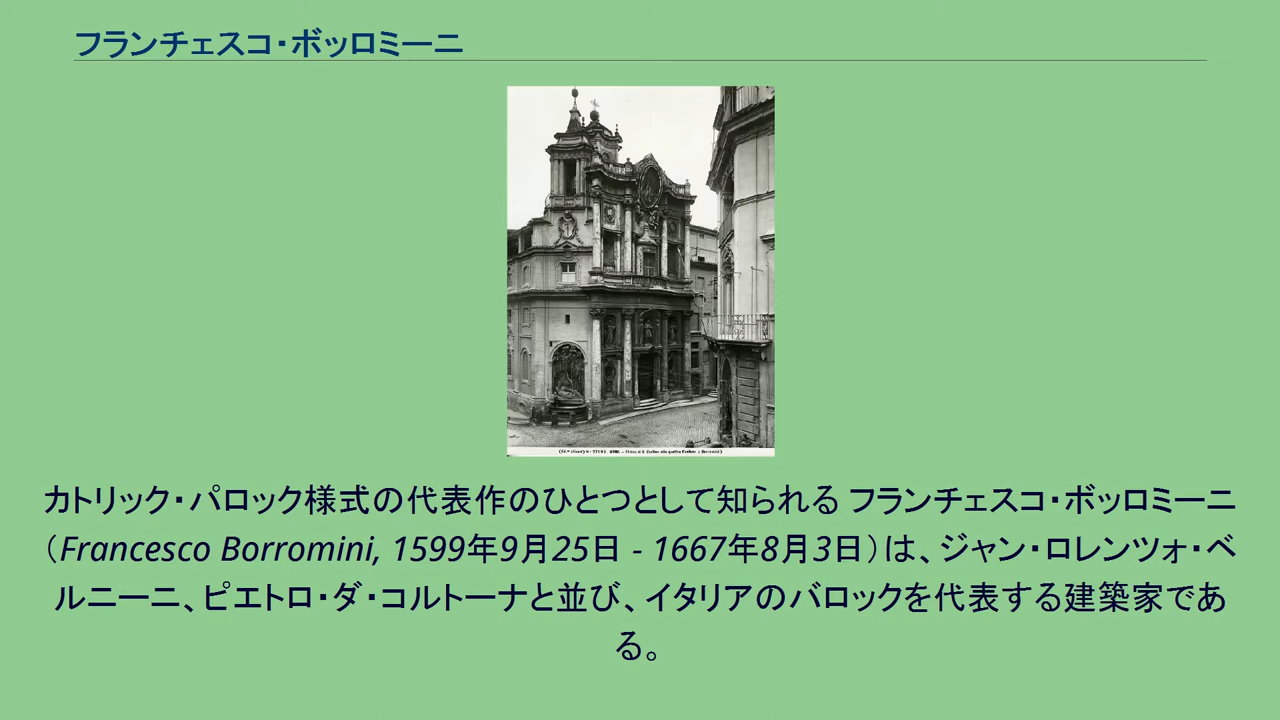 フランチェスコ・ボッロミーニ
カトリック・パロック様式の代表作のひとつとして知られる フランチェスコ・ボッロミーニ
（Francesco Borromini, 1599年9月25日 - 1667年8月3日）は、ジャン・ロレンツォ・ベ
ルニーニ、ピエトロ・ダ・コルトーナと並び、イタリアのバロックを代表する建築家であ
る。